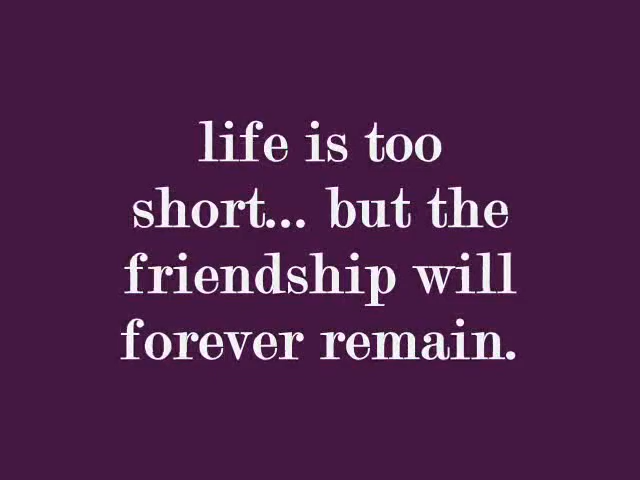 life is too
short... but the
friendship will
forever remain.